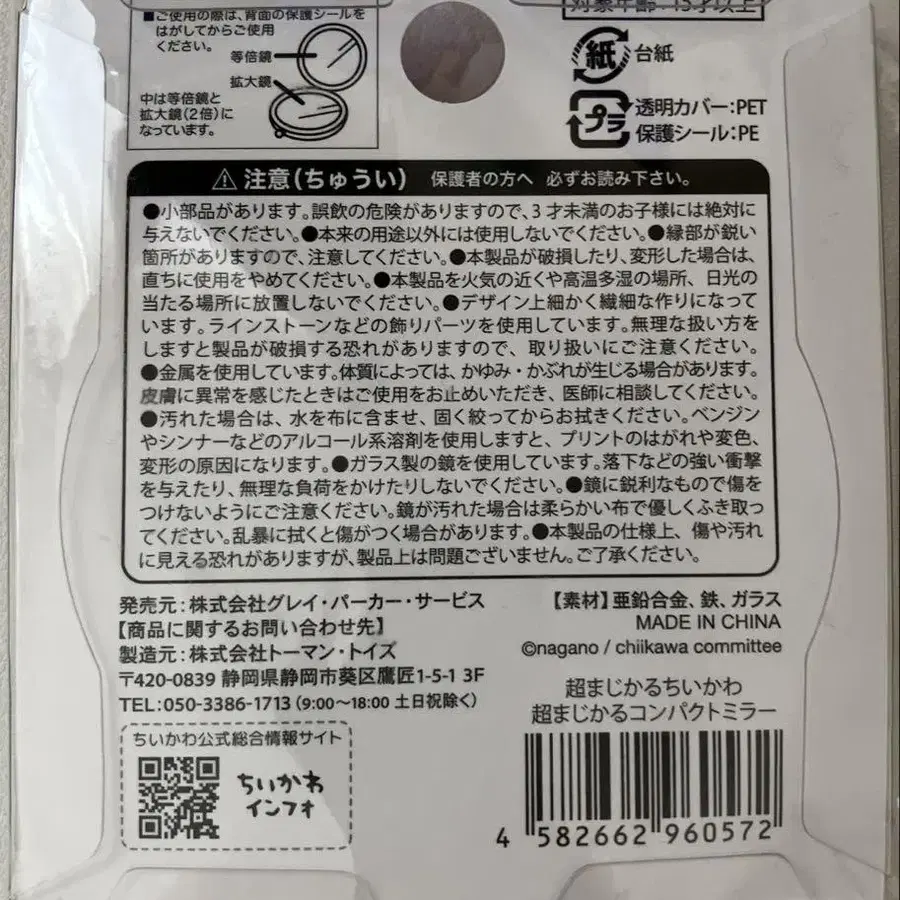 ■ご使用の際は、背面の保護シールを
はがしてからご使用
ください。
等倍鏡
拡大鏡
中は等倍鏡と
拡大鏡(2倍)に
なっています。
対象年齢:15才以上
紙 台紙
プラ 透明カバー:PET
保護シール:PE
⚠ 注意(ちゅうい) 保護者の方へ 必ずお読み下さい。
●小部品があります。誤飲の危険がありますので、3才未満のお子様には絶対に
与えないでください。●本来の用途以外には使用しないでください。●縁部が鋭い
箇所がありますので、注意してください。●本製品が破損したり、変形した場合は、
直ちに使用をやめてください。●本製品を火気の近くや高温多湿の場所、日光の
当たる場所に放置しないでください。●デザイン上細かく繊細な作りになって
います。ラインストーンなどの飾りパーツを使用しています。無理な扱い方を
しますと製品が破損する恐れがありますので、取り扱いにご注意ください。
●金属を使用しています。体質によっては、かゆみ・かぶれが生じる場合があります。
皮膚に異常を感じたときはご使用をお止めいただき、医師に相談してください。
●汚れた場合は、水を布に含ませ、固く絞ってからお拭きください。ベンジン
やシンナーなどのアルコール系溶剤を使用しますと、プリントのはがれや変色、
変形の原因になります。●ガラス製の鏡を使用しています。落下などの強い衝撃
を与えたり、無理な負荷をかけたりしないでください。●鏡に鋭利なもので傷を
つけないようにご注意ください。鏡が汚れた場合は柔らかい布で優しくふき取っ
てください。乱暴に拭くと傷がつく場合があります。●本製品の仕様上、傷や汚れ
に見える恐れがありますが、製品上は問題ございません。ご了承ください。
発売元:株式会社グレイ・パーカー・サービス
【商品に関するお問い合わせ先】
製造元:株式会社トーマン・トイズ
〒420-0839 静岡県静岡市葵区鷹匠1-5-1 3F
TEL:050-3386-1713(9:00〜18:00 土日祝除く)
【素材】亜鉛合金、鉄、ガラス
MADE IN CHINA
©nagano / chiikawa committee
超まじかるちいかわ
超まじかるコンパクトミラー
ちいかわ公式総合情報サイト
ちいかわ
インフォ
4 582662 960572